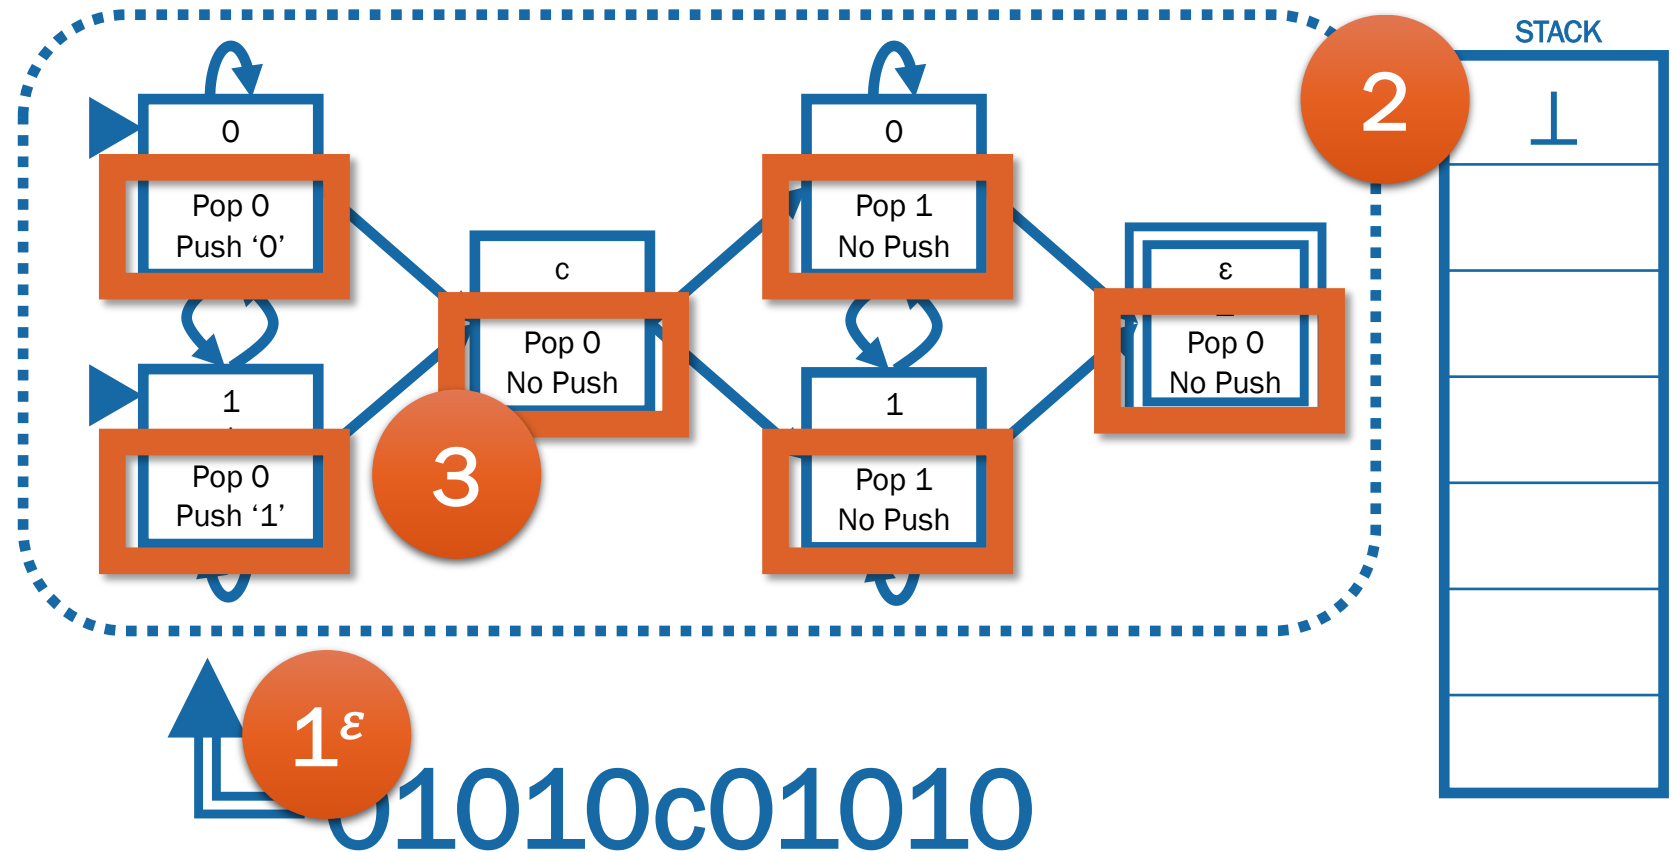 STACK
2
⊥
0
Pop 0
Push ‘0’
0
Pop 1
No Push
c
Pop 0
No Push
ε
Pop 0
No Push
1
Pop 0
Push ‘1’
3
1
Pop 1
No Push
1ε
01010c01010